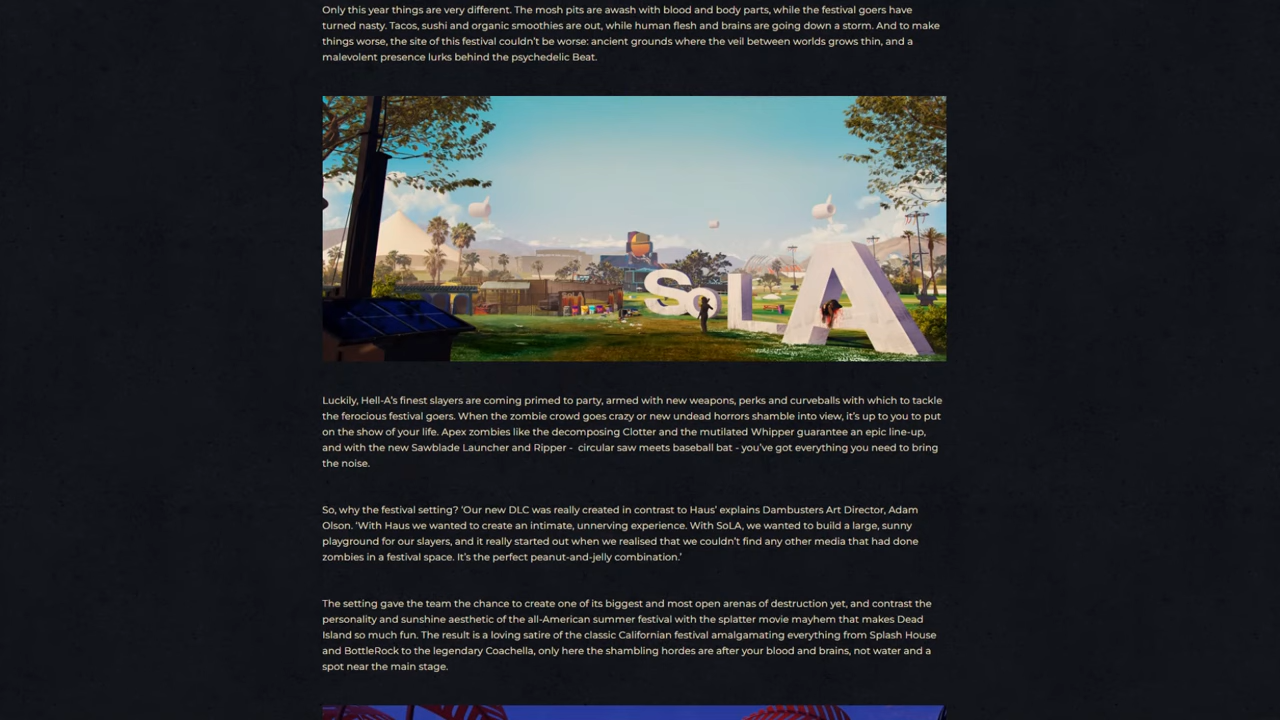 Only this year things are very different. The mosh pits are awash with blood and body parts, while the festival goers have
turned nasty. Tacos, sushi and organic smoothies are out, while human flesh and brains are going down a storm. And to make
things worse, the site of this festival couldn't be worse: ancient grounds where the veil between worlds grows thin, and a
malevolent presence lurks behind the psychedelic Beat.
SoLA
Luckily, Hell-A's finest slayers are coming primed to party, armed with new weapons, perks and curveballs with which to tackle
the ferocious festival goers. When the zombie crowd goes crazy or new undead horrors shamble into view, it's up to you to put
on the show of your life. Apex zombies like the decomposing Clotter and the mutilated Whipper guarantee an epic line-up,
and with the new Sawblade Launcher and Ripper -  circular saw meets baseball bat - you've got everything you need to bring
the noise.
So, why the festival setting? 'Our new DLC was really created in contrast to Haus' explains Dambusters Art Director, Adam
Olson. 'With Haus we wanted to create an intimate, unnerving experience. With SoLA, we wanted to build a large, sunny
playground for our slayers, and it really started out when we realised that we couldn't find any other media that had done
zombies in a festival space. It's the perfect peanut-and-jelly combination.'
The setting gave the team the chance to create one of its biggest and most open arenas of destruction yet, and contrast the
personality and sunshine aesthetic of the all-American summer festival with the splatter movie mayhem that makes Dead
Island so much fun. The result is a loving satire of the classic Californian festival amalgamating everything from Splash House
and BottleRock to the legendary Coachella, only here the shambling hordes are after your blood and brains, not water and a
spot near the main stage.